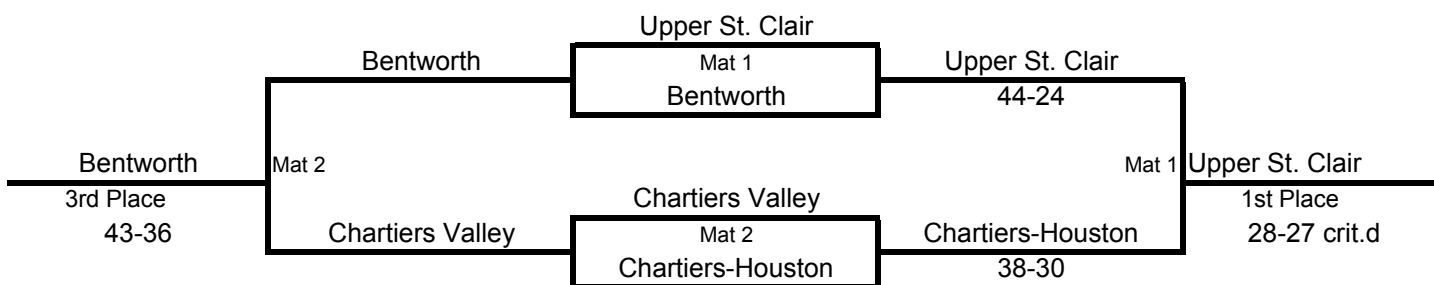 Upper St. Clair
Bentworth Mat 1 Upper St. Clair
Bentworth 44-24
Bentworth Mat 2 Mat 1 Upper St. Clair
3rd Place Chartiers Valley 1st Place
43-36 Chartiers Valley Mat 2 Chartiers-Houston 28-27 crit.d
Chartiers-Houston 38-30